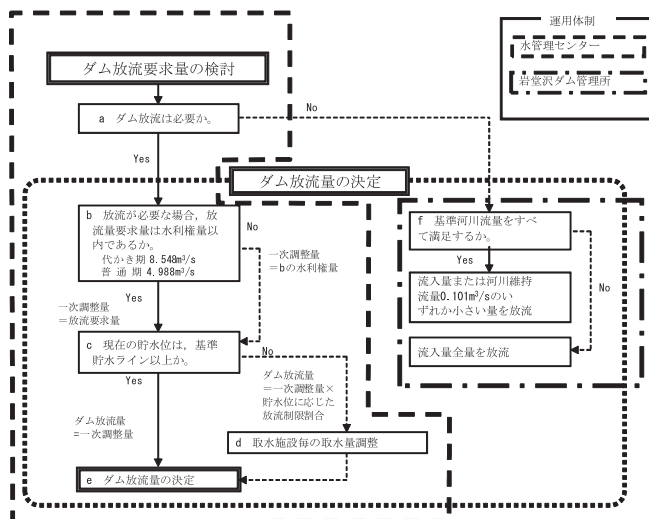 運用体制
水管理センター
岩堂沢ダム管理所
ダム放流要求量の検討
a ダム放流は必要か。
No
Yes
ダム放流量の決定
b 放流が必要な場合，放
流量要求量は水利権量以
内であるか。
代かき期 8.548m³/s
普 通 期 4.988m³/s
No
一次調整量
＝bの水利権量
Yes
一次調整量
＝放流要求量
c 現在の貯水位は，基準
貯水ライン以上か。
No
Yes
ダム放流量
＝一次調整量×
貯水位に応じた
放流制限割合
ダム放流量
=一次調整量
d 取水施設毎の取水量調整
e ダム放流量の決定
f 基準河川流量をすべ
て満足するか。
Yes
No
流入量または河川維持
流量0.101m³/sのい
ずれか小さい量を放流
流入量全量を放流